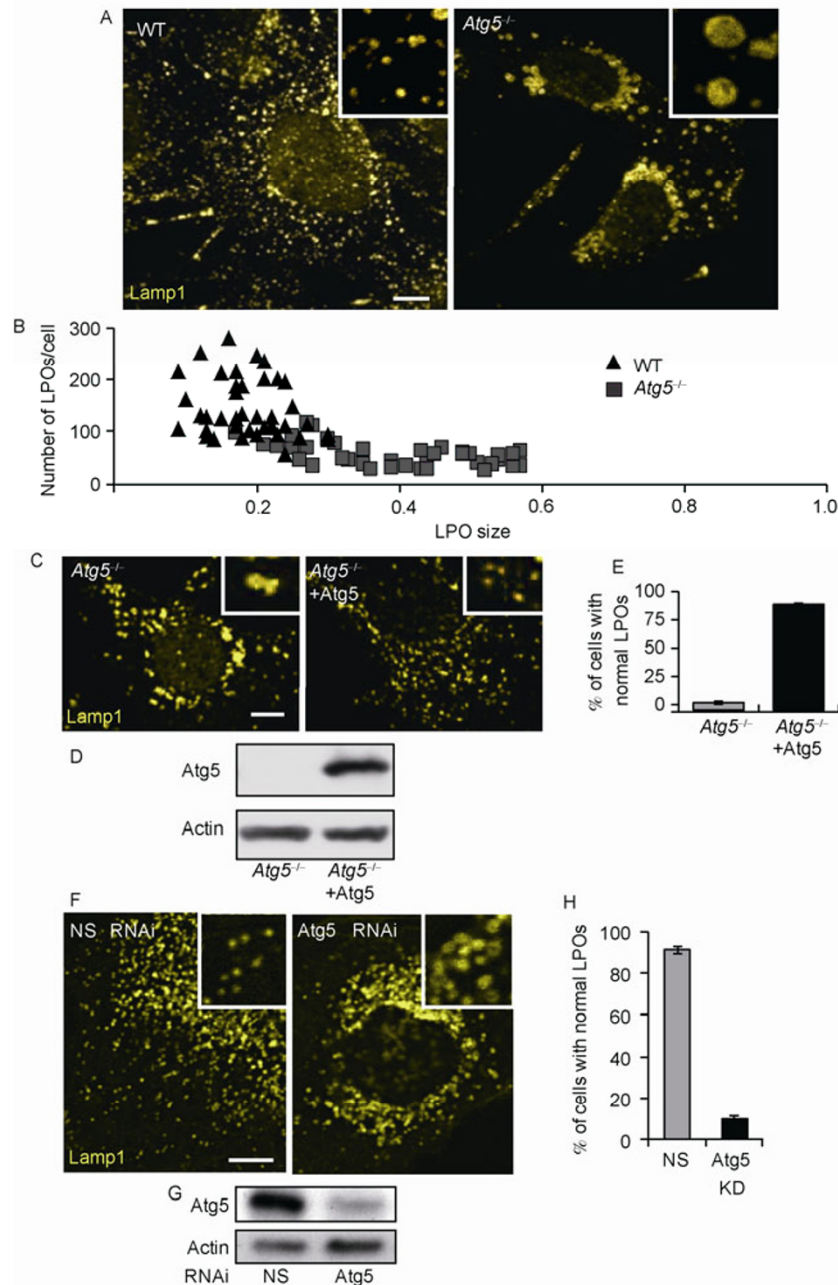 A
WT
Atg5–/–
Lamp1
B
Number of LPOs/cell
300
200
100
0
0.2
0.4
0.6
0.8
1.0
LPO size
WT
Atg5–/–
C
Atg5–/–
Atg5–/–
+Atg5
Lamp1
E
% of cells with
normal LPOs
100
75
50
25
0
Atg5–/–
Atg5–/–
+Atg5
D
Atg5
Actin
Atg5–/–
Atg5–/–
+Atg5
F
NS RNAi
Atg5 RNAi
Lamp1
H
% of cells with normal LPOs
100
80
60
40
20
0
NS
Atg5
KD
G
Atg5
Actin
RNAi
NS
Atg5